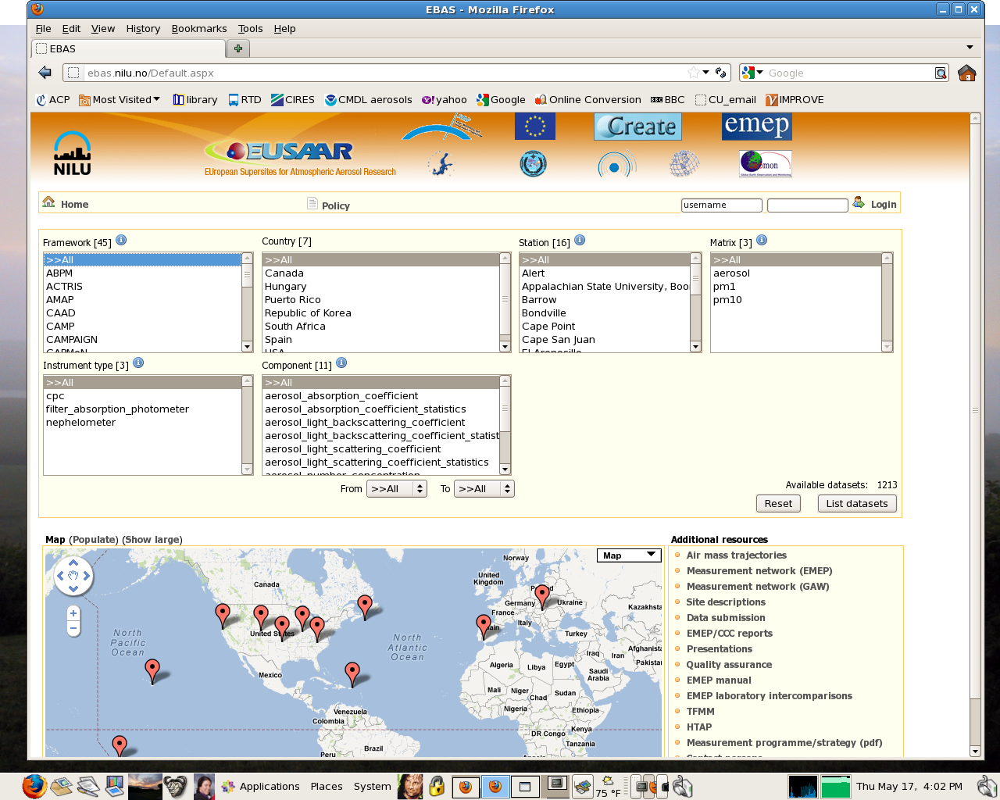 EBAS - Mozilla Firefox
File Edit View History Bookmarks Tools Help
EBAS
ebas.nilu.no/Default.aspx
Google
ACP Most Visited library RTD CIRES CMDL aerosols yahoo Google Online Conversion BBC CU_email IMPROVE
NILU
EUSAAR
EUropean Supersites for Atmospheric Aerosol Research
Create
emep
Home Policy username Login
Framework [45] Country [7] Station [16] Matrix [3]
>>All >>All >>All >>All
ABPM Canada Alert aerosol
ACTRIS Hungary Appalachian State University, Boo pm1
AMAP Puerto Rico Barrow pm10
CAAD Republic of Korea Bondville
CAMP South Africa Cape Point
CAMPAIGN Spain Cape San Juan
CAPMoN USA El Arenosillo
Instrument type [3] Component [11]
>>All >>All
cpc aerosol_absorption_coefficient
filter_absorption_photometer aerosol_absorption_coefficient_statistics
nephelometer aerosol_light_backscattering_coefficient
aerosol_light_backscattering_coefficient_statist
aerosol_light_scattering_coefficient
aerosol_light_scattering_coefficient_statistics
aerosol_number_concentration
From >>All To >>All
Available datasets: 1213
Reset List datasets
Map (Populate) (Show large)
Map
Norway
United Kingdom
Canada
Germany
Ukraine
France
Kazakhsta
Italy
United States
Turkey
North Pacific Ocean
North Atlantic Ocean
Iraq
Afghanista
Iran
Pakistan
Algeria
Libya
Egypt
Saudi Arabia
Mexico
Mali
Niger
Chad
Sudan
Nigeria
Ethiopia
Venezuela
Colombia
Kenya
DR Congo
Tanzania
Brazil
Peru
Additional resources
Air mass trajectories
Measurement network (EMEP)
Measurement network (GAW)
Site descriptions
Data submission
EMEP/CCC reports
Presentations
Quality assurance
EMEP manual
EMEP laboratory intercomparisons
TFMM
HTAP
Measurement programme/strategy (pdf)
Contact persons
Applications Places System 75 °F Thu May 17, 4:02 PM